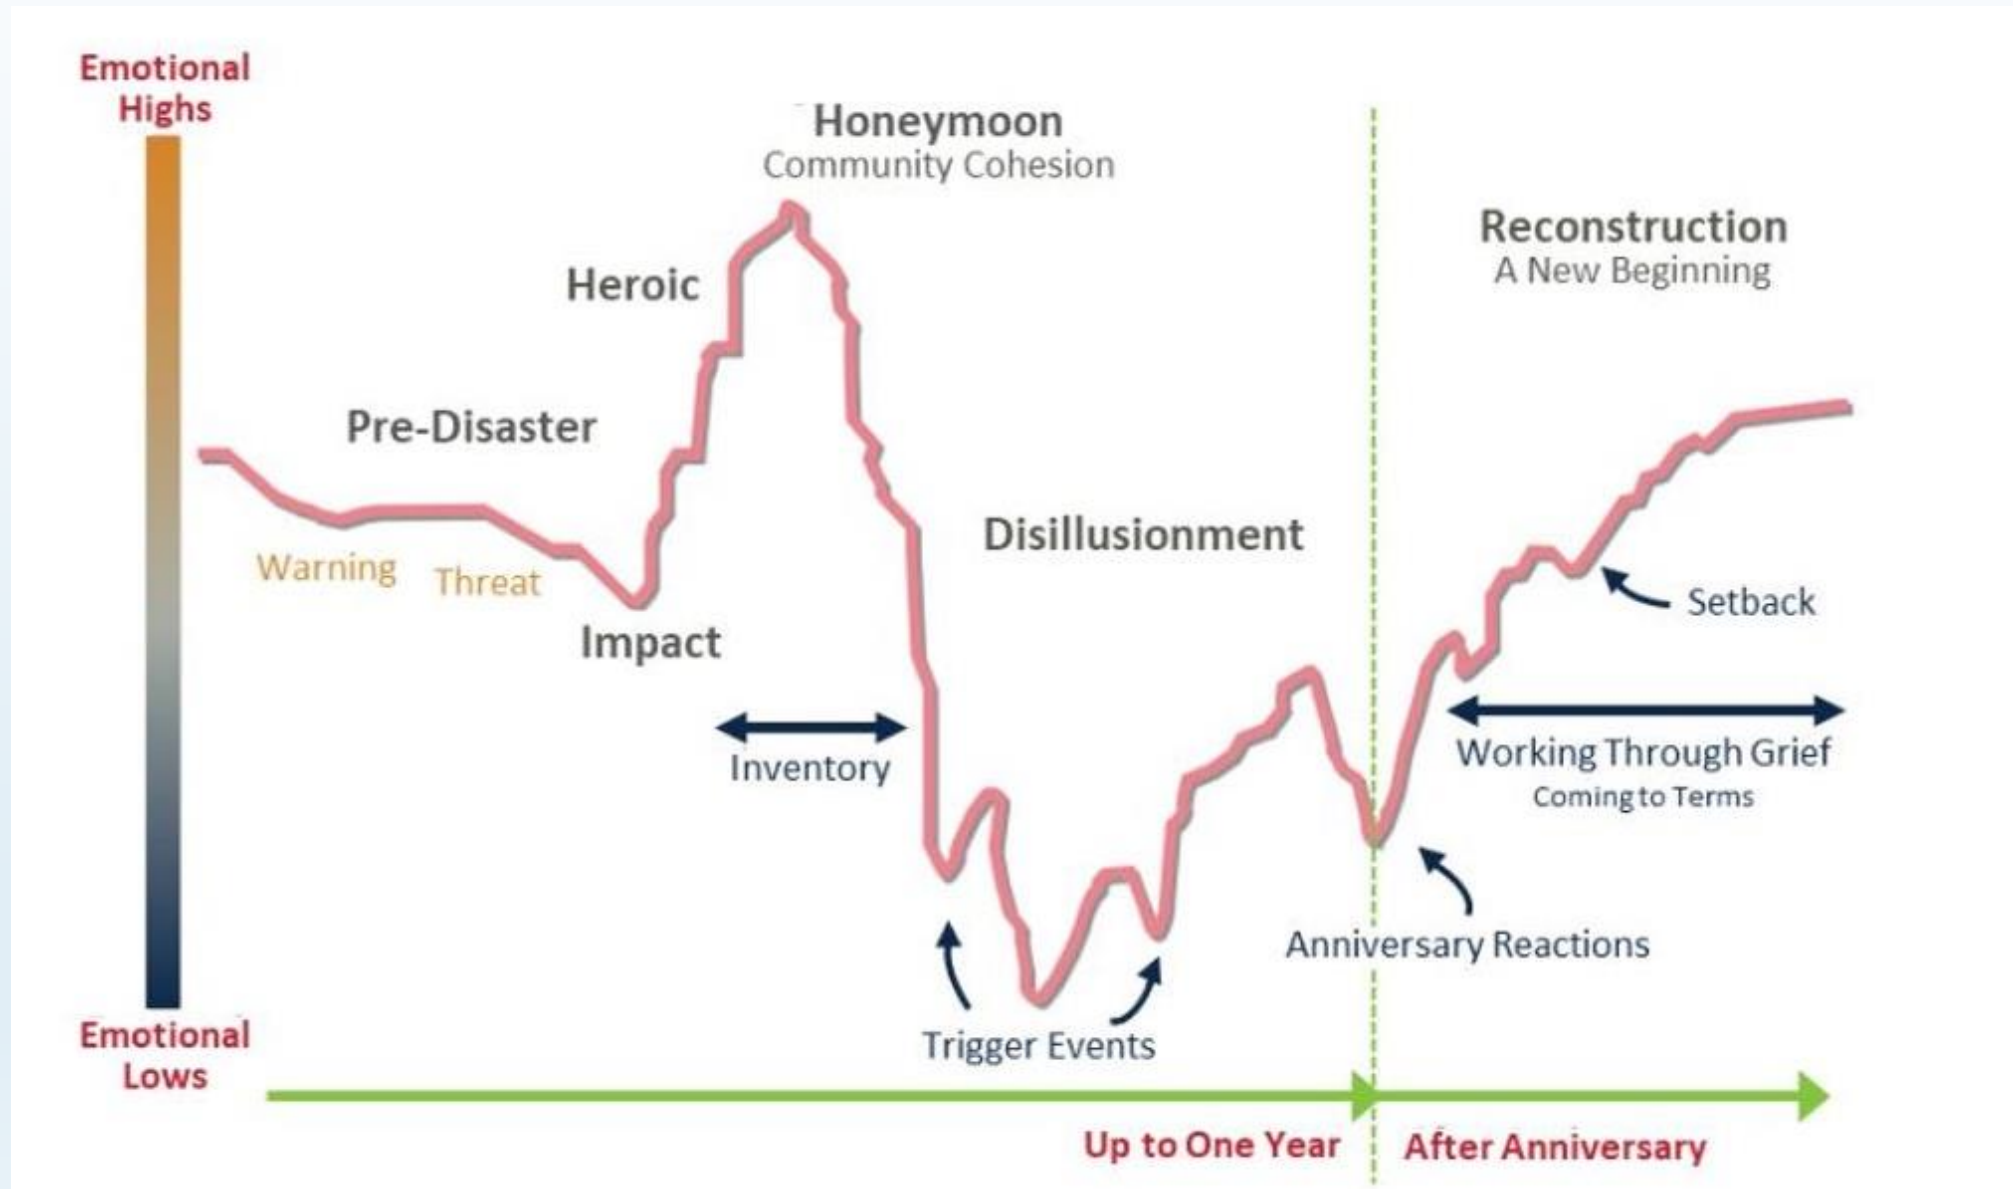 Emotional
Highs
Honeymoon
Community Cohesion
Reconstruction
A New Beginning
Heroic
Pre-Disaster
Disillusionment
Warning
Threat
Setback
Impact
Inventory
Working Through Grief
Coming to Terms
Anniversary Reactions
Trigger Events
Emotional
Lows
Up to One Year
After Anniversary